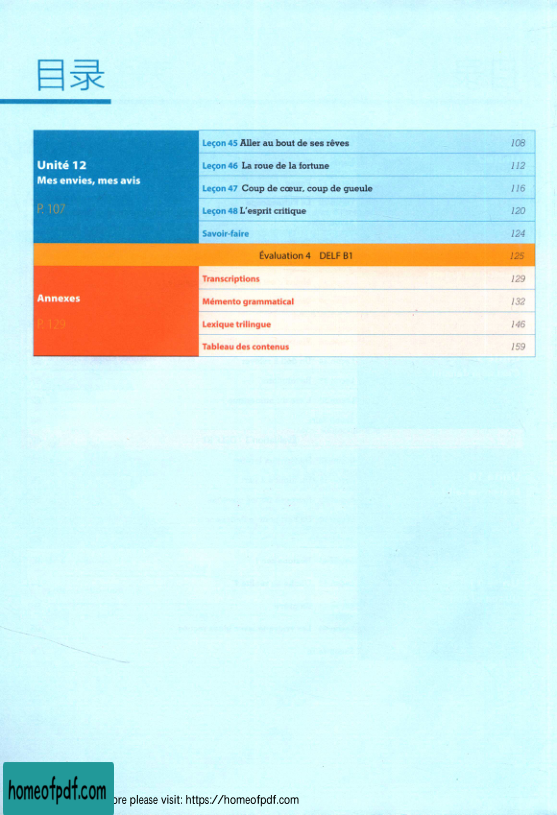 目录
Unité 12
Mes envies, mes avis
P. 107
Leçon 45 Aller au bout de ses rêves 108
Leçon 46 La roue de la fortune 112
Leçon 47 Coup de cœur, coup de gueule 116
Leçon 48 L'esprit critique 120
Savoir-faire 124
Évaluation 4 DELF B1 125
Annexes
P. 129
Transcriptions 129
Mémento grammatical 132
Lexique trilingue 146
Tableau des contenus 159
homeofpdf.com
ore please visit: https://homeofpdf.com